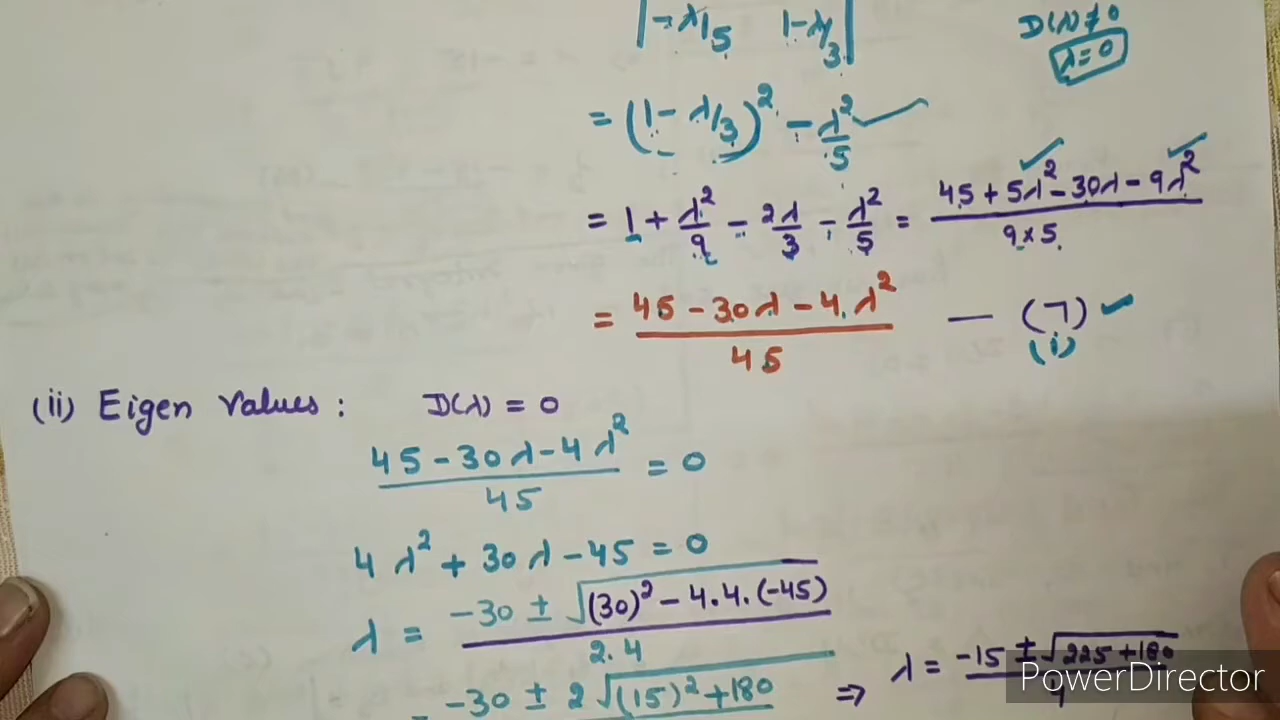 |-λ/5 1-λ/3| D(λ)≠0
λ=0
= (1-λ/3)² - λ²/5
= 1 + λ²/9 - 2λ/3 - λ²/5 = (45+5λ²-30λ-9λ²)/(9×5)
= (45-30λ-4λ²)/45 — (7)
(i)
(ii) Eigen Values: D(λ) = 0
(45-30λ-4λ²)/45 = 0
4λ²+30λ-45 = 0
λ = (-30 ± √((30)²-4.4.(-45)))/2.4
= -30 ± 2√((15)²+180) ⇒ λ = (-15 ± √(225+180))/4
PowerDirector